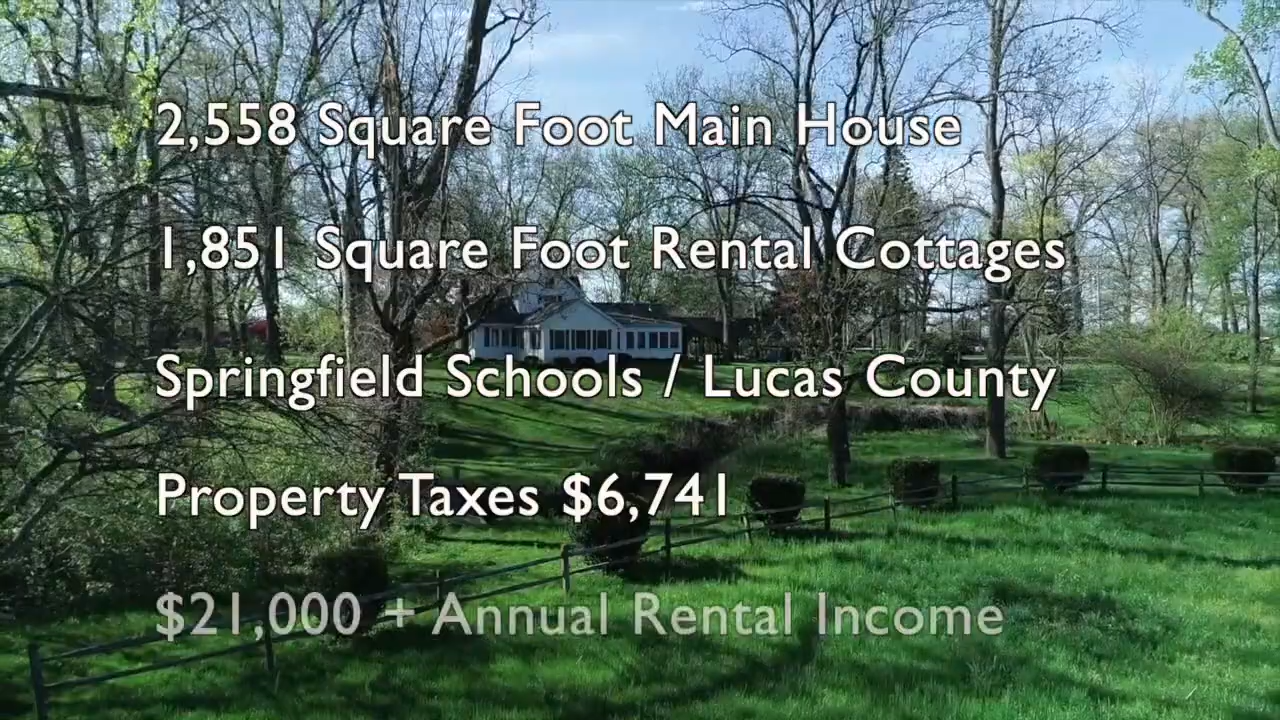 2,558 Square Foot Main House
1,851 Square Foot Rental Cottages
Springfield Schools / Lucas County
Property Taxes $6,741
$21,000 + Annual Rental Income